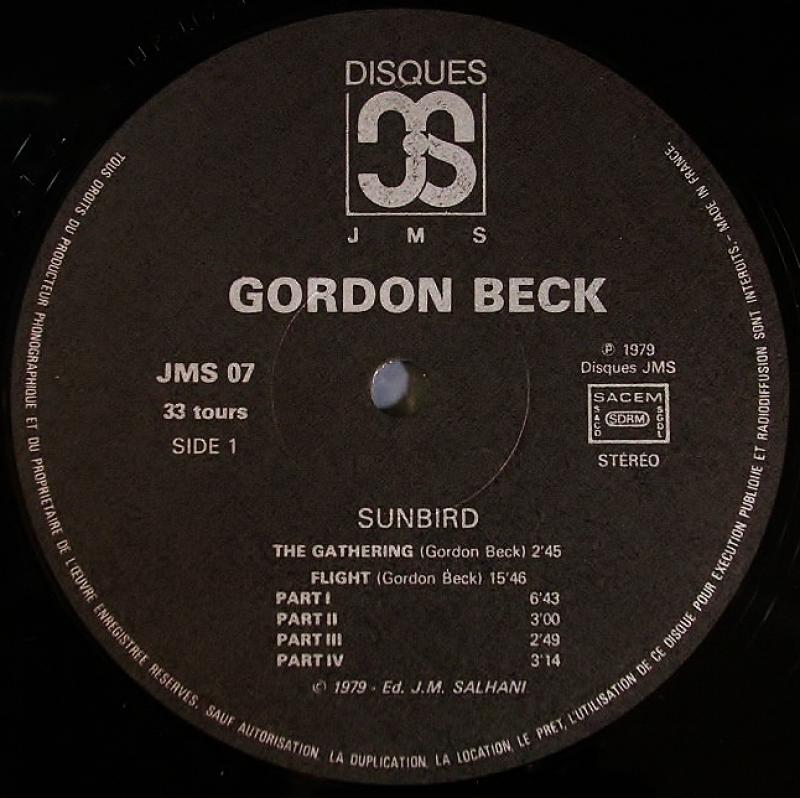 DISQUES
JMS
J M S
GORDON BECK
JMS 07
33 tours
SIDE 1
℗ 1979
Disques JMS
SACEM
SACD
SDRM
SGDL
STÉRÉO
SUNBIRD
THE GATHERING (Gordon Beck) 2'45
FLIGHT (Gordon Beck) 15'46
PART I 6'43
PART II 3'00
PART III 2'49
PART IV 3'14
© 1979 - Ed. J.M. SALHANI
TOUS DROITS DU PRODUCTEUR PHONOGRAPHIQUE ET DU PROPRIETAIRE DE L'ŒUVRE ENREGISTREE RESERVES. SAUF AUTORISATION, LA DUPLICATION, LA LOCATION, LE PRET, L'UTILISATION DE CE DISQUE POUR EXECUTION PUBLIQUE ET RADIODIFFUSION SONT INTERDITS. - MADE IN FRANCE.